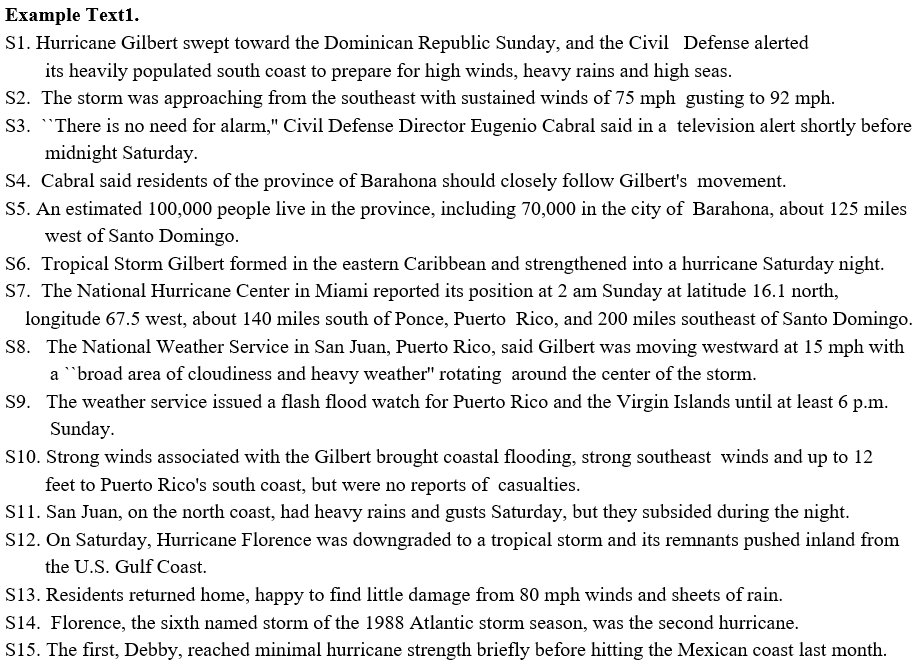 Example Text1.
S1. Hurricane Gilbert swept toward the Dominican Republic Sunday, and the Civil Defense alerted
its heavily populated south coast to prepare for high winds, heavy rains and high seas.
S2. The storm was approaching from the southeast with sustained winds of 75 mph gusting to 92 mph.
S3. ``There is no need for alarm," Civil Defense Director Eugenio Cabral said in a television alert shortly before
midnight Saturday.
S4. Cabral said residents of the province of Barahona should closely follow Gilbert's movement.
S5. An estimated 100,000 people live in the province, including 70,000 in the city of Barahona, about 125 miles
west of Santo Domingo.
S6. Tropical Storm Gilbert formed in the eastern Caribbean and strengthened into a hurricane Saturday night.
S7. The National Hurricane Center in Miami reported its position at 2 am Sunday at latitude 16.1 north,
longitude 67.5 west, about 140 miles south of Ponce, Puerto Rico, and 200 miles southeast of Santo Domingo.
S8. The National Weather Service in San Juan, Puerto Rico, said Gilbert was moving westward at 15 mph with
a ``broad area of cloudiness and heavy weather" rotating around the center of the storm.
S9. The weather service issued a flash flood watch for Puerto Rico and the Virgin Islands until at least 6 p.m.
Sunday.
S10. Strong winds associated with the Gilbert brought coastal flooding, strong southeast winds and up to 12
feet to Puerto Rico's south coast, but were no reports of casualties.
S11. San Juan, on the north coast, had heavy rains and gusts Saturday, but they subsided during the night.
S12. On Saturday, Hurricane Florence was downgraded to a tropical storm and its remnants pushed inland from
the U.S. Gulf Coast.
S13. Residents returned home, happy to find little damage from 80 mph winds and sheets of rain.
S14. Florence, the sixth named storm of the 1988 Atlantic storm season, was the second hurricane.
S15. The first, Debby, reached minimal hurricane strength briefly before hitting the Mexican coast last month.